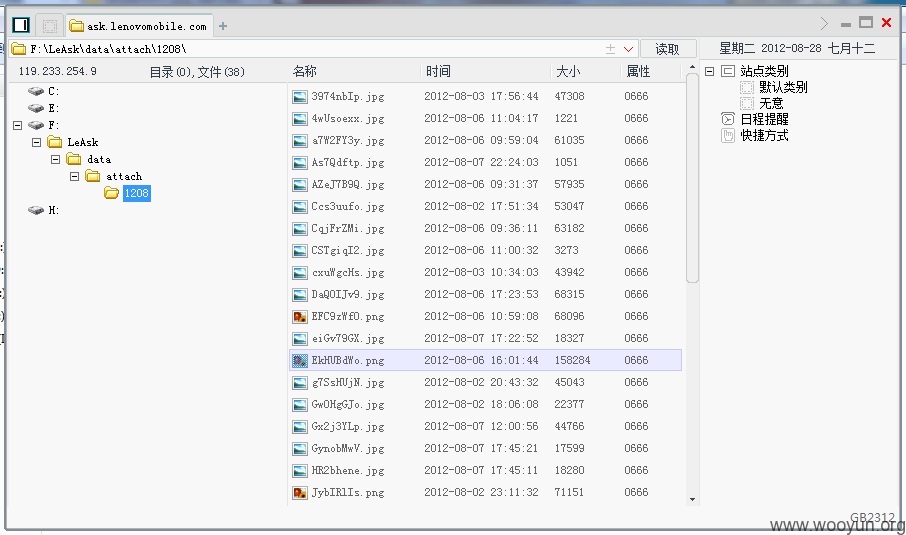 ask.lenovomobile.com
F:\LeAsk\data\attach\1208\ 读取 星期二 2012-08-28 七月十二
119.233.254.9 目录(0),文件(38) 名称 时间 大小 属性
C:
E:
F:
LeAsk
data
attach
1208
H:
3974nbIp.jpg 2012-08-03 17:56:44 47308 0666
4wUsoexx.jpg 2012-08-06 11:04:17 1221 0666
a7W2FY3y.jpg 2012-08-06 09:59:04 61035 0666
As7Qdftp.jpg 2012-08-07 22:24:03 1051 0666
AZeJ7B9Q.jpg 2012-08-06 09:31:37 57935 0666
Ccs3uufo.jpg 2012-08-02 17:51:34 53047 0666
CqjFrZMi.jpg 2012-08-06 09:36:11 63182 0666
CSTgiqI2.jpg 2012-08-06 11:00:32 3273 0666
cxuWgcHs.jpg 2012-08-03 10:34:03 43942 0666
DaQOIJv9.jpg 2012-08-06 17:23:53 68315 0666
EFC9zWfO.png 2012-08-06 10:59:08 68096 0666
eiGv79GX.jpg 2012-08-07 17:22:52 18327 0666
EkHUBdWo.png 2012-08-06 16:01:44 158284 0666
g7SsHUjN.jpg 2012-08-02 20:43:32 45043 0666
GwOHgGJo.jpg 2012-08-02 18:06:08 22377 0666
Gx2j3YLp.jpg 2012-08-07 12:00:56 44766 0666
GynobMwV.jpg 2012-08-07 17:45:21 17599 0666
HR2bhene.jpg 2012-08-07 17:45:11 18280 0666
JybIRlIs.png 2012-08-02 23:11:32 71151 0666
站点类别
默认类别
无意
日程提醒
快捷方式
GB2312
www.wooyun.org